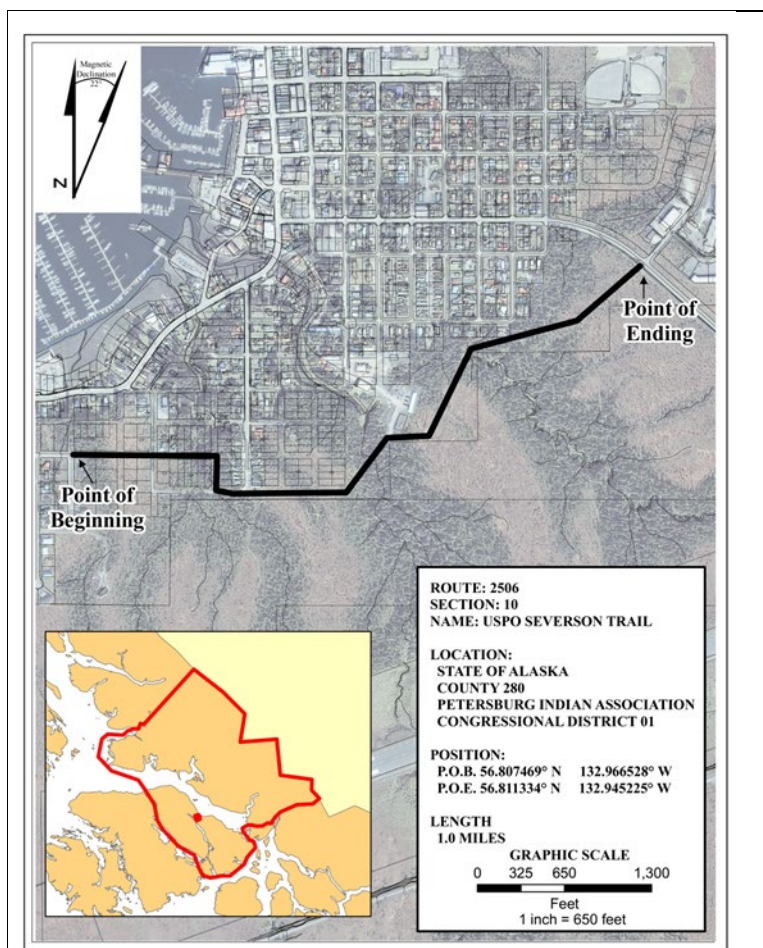 Magnetic
Declination
22°
N
Point of
Ending
Point of
Beginning
ROUTE: 2506
SECTION: 10
NAME: USPO SEVERSON TRAIL
LOCATION:
STATE OF ALASKA
COUNTY 280
PETERSBURG INDIAN ASSOCIATION
CONGRESSIONAL DISTRICT 01
POSITION:
P.O.B. 56.807469° N 132.966528° W
P.O.E. 56.811334° N 132.945225° W
LENGTH
1.0 MILES
GRAPHIC SCALE
0 325 650 1,300
Feet
1 inch = 650 feet